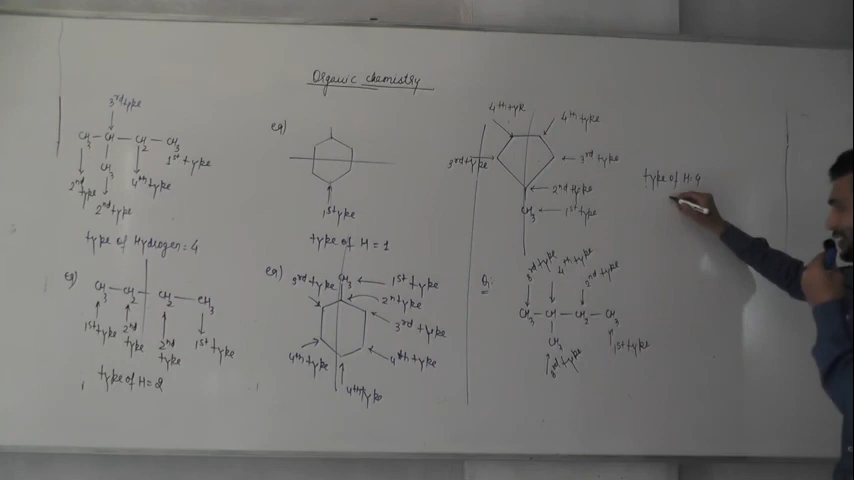 Organic chemistry
3rd type
CH3 — CH — CH2 — CH3
1st type
CH3
2nd type
4th type
2nd type
type of Hydrogen = 4
eg)
CH3 — CH2 — CH2 — CH3
1st type
2nd type
2nd type
1st type
type of H = 2
eg)
1st type
type of H = 1
eg)
3rd type
CH3
1st type
2nd type
3rd type
4th type
4th type
4th type
4th type
4th type
3rd type
3rd type
2nd type
CH3
1st type
type of H = 4
Q:
3rd type
4th type
2nd type
CH3 — CH — CH2 — CH3
CH3
1st type
3rd type